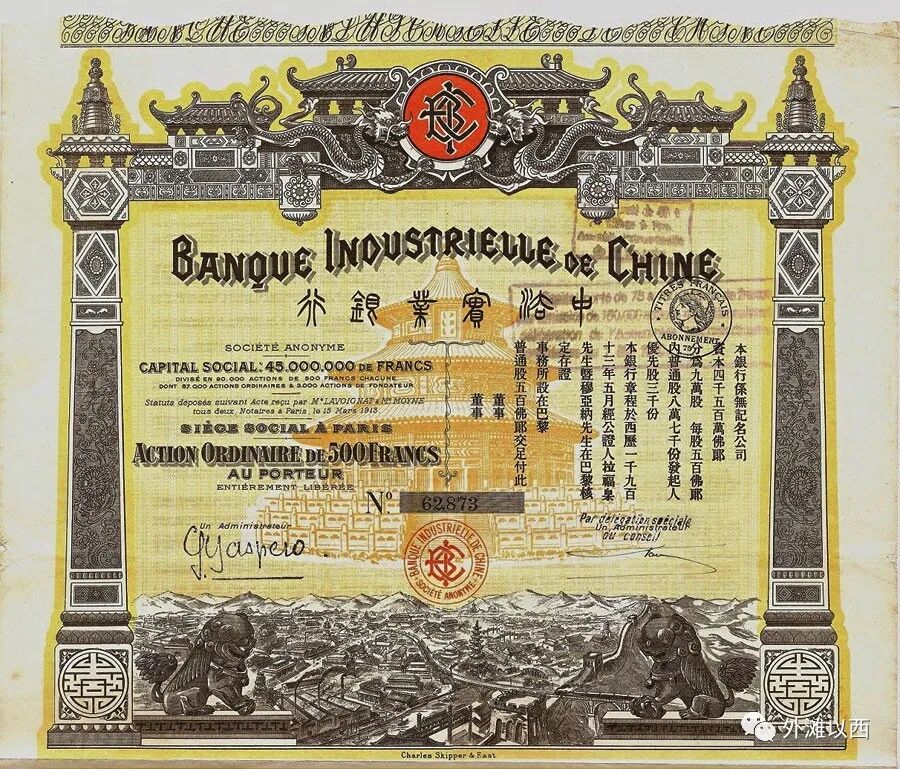 BANQUE INDUSTRIELLE DE CHINE
行銀業實法中
SOCIÉTÉ ANONYME
CAPITAL SOCIAL: 45.000.000 DE FRANCS
DIVISÉ EN 90.000 ACTIONS DE 500 FRANCS CHACUNE
DONT 87.000 ACTIONS ORDINAIRES & 3.000 ACTIONS DE FONDATEUR
Statuts déposés suivant Acte reçu par Mes LAVOIGNAT & MOYNE
tous deux, Notaires à Paris, le 15 Mars 1913.
SIÈGE SOCIAL À PARIS
ACTION ORDINAIRE DE 500 FRANCS
AU PORTEUR
ENTIÈREMENT LIBÉRÉE
本銀行係無記名公司
資本四千五百萬佛郎
分為九萬股 每股五百佛郎
內普通股八萬七千份發起人
優先股三千份
本銀行章程於西歷一千九百
十三年五月經公證人拉福臬
先生暨穆亞納先生在巴黎核
定存證
事務所設在巴黎
普通股五百佛郎交足付此
董事
董事
TITRES FRANÇAIS
ABONNEMENT
No 62,873
Un Administrateur
Par délégation spéciale
Un Administrateur
du conseil
BANQUE INDUSTRIELLE DE CHINE
SOCIÉTÉ ANONYME
Charles Skipper & East
外滩以西